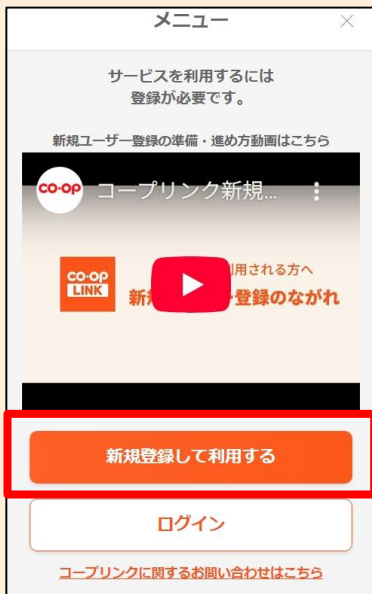 メニュー
サービスを利用するには
登録が必要です。
新規ユーザー登録の準備・進め方動画はこちら
co・op
コープリンク新規...
CO・OP
LINK
用される方へ
新
登録のながれ
新規登録して利用する
ログイン
コープリンクに関するお問い合わせはこちら